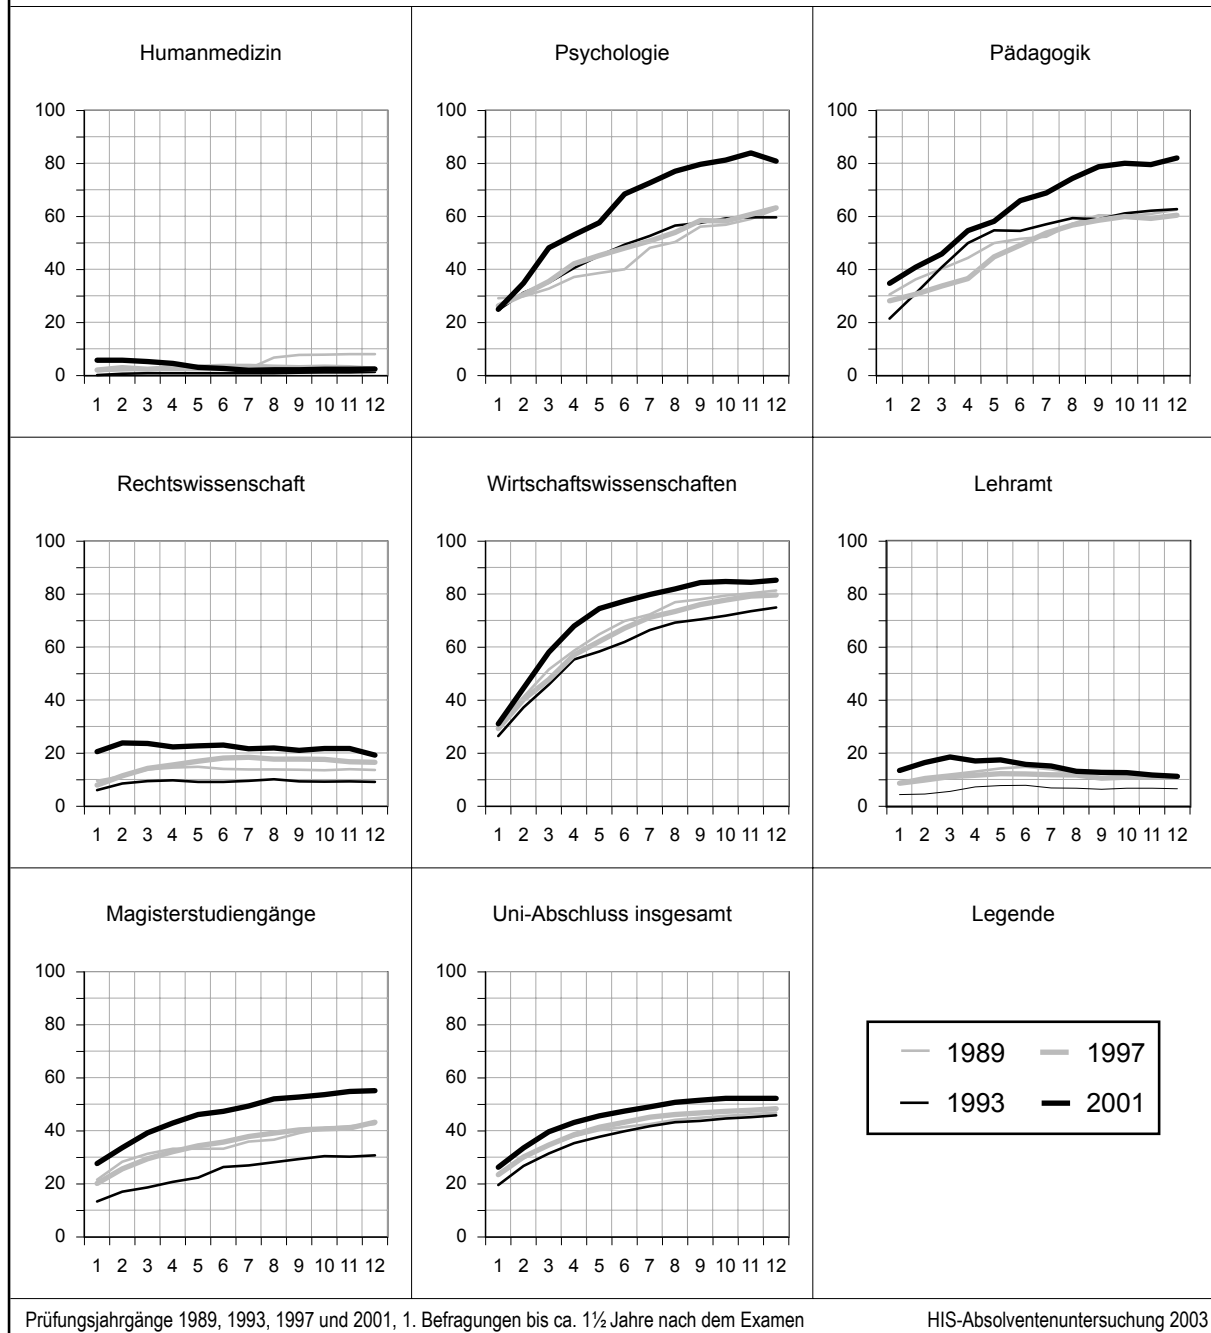 Humanmedizin
100
80
60
40
20
0
1 2 3 4 5 6 7 8 9 10 11 12
Psychologie
100
80
60
40
20
0
1 2 3 4 5 6 7 8 9 10 11 12
Pädagogik
100
80
60
40
20
0
1 2 3 4 5 6 7 8 9 10 11 12
Rechtswissenschaft
100
80
60
40
20
0
1 2 3 4 5 6 7 8 9 10 11 12
Wirtschaftswissenschaften
100
80
60
40
20
0
1 2 3 4 5 6 7 8 9 10 11 12
Lehramt
100
80
60
40
20
0
1 2 3 4 5 6 7 8 9 10 11 12
Magisterstudiengänge
100
80
60
40
20
0
1 2 3 4 5 6 7 8 9 10 11 12
Uni-Abschluss insgesamt
100
80
60
40
20
0
1 2 3 4 5 6 7 8 9 10 11 12
Legende
1989 1997
1993 2001
Prüfungsjahrgänge 1989, 1993, 1997 und 2001, 1. Befragungen bis ca. 1½ Jahre nach dem Examen HIS-Absolventenuntersuchung 2003